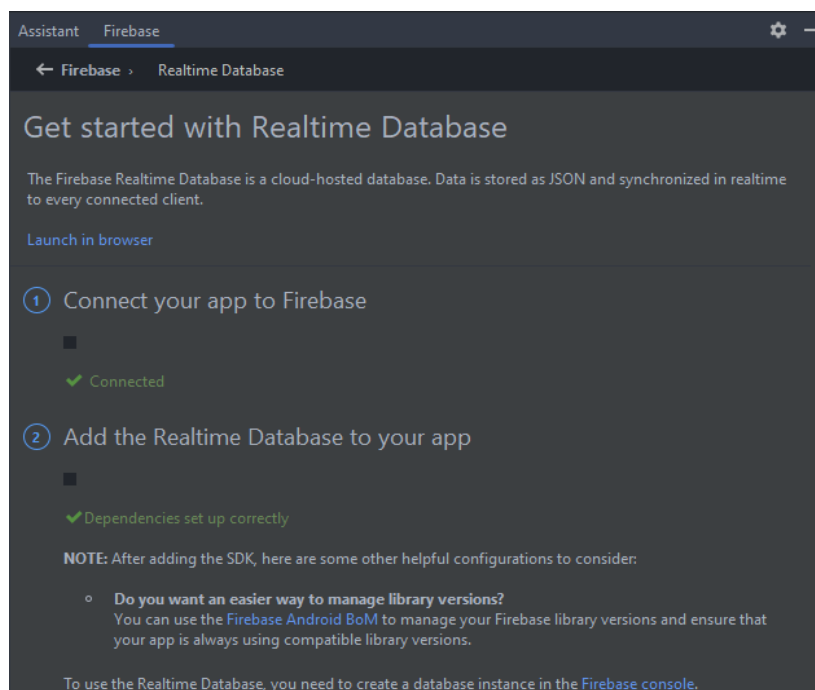 Assistant Firebase
← Firebase › Realtime Database
Get started with Realtime Database
The Firebase Realtime Database is a cloud-hosted database. Data is stored as JSON and synchronized in realtime
to every connected client.
Launch in browser
1 Connect your app to Firebase
✔ Connected
2 Add the Realtime Database to your app
✔ Dependencies set up correctly
NOTE: After adding the SDK, here are some other helpful configurations to consider:
Do you want an easier way to manage library versions?
You can use the Firebase Android BoM to manage your Firebase library versions and ensure that
your app is always using compatible library versions.
To use the Realtime Database, you need to create a database instance in the Firebase console.